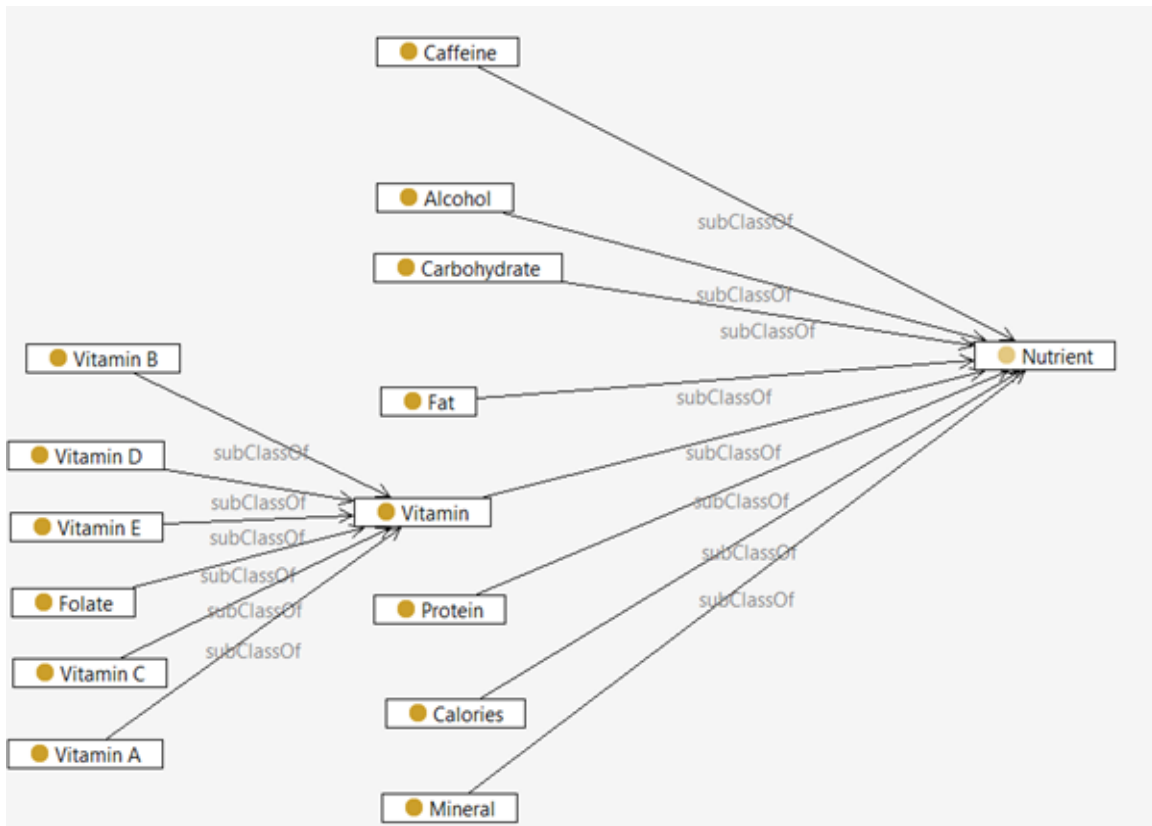 Caffeine
Alcohol
subClassOf
Carbohydrate
subClassOf
subClassOf
Nutrient
Vitamin B
Fat
subClassOf
Vitamin D
subClassOf
subClassOf
Vitamin E
subClassOf
Vitamin
subClassOf
subClassOf
subClassOf
subClassOf
Folate
subClassOf
Protein
subClassOf
subClassOf
Vitamin C
Calories
Vitamin A
Mineral